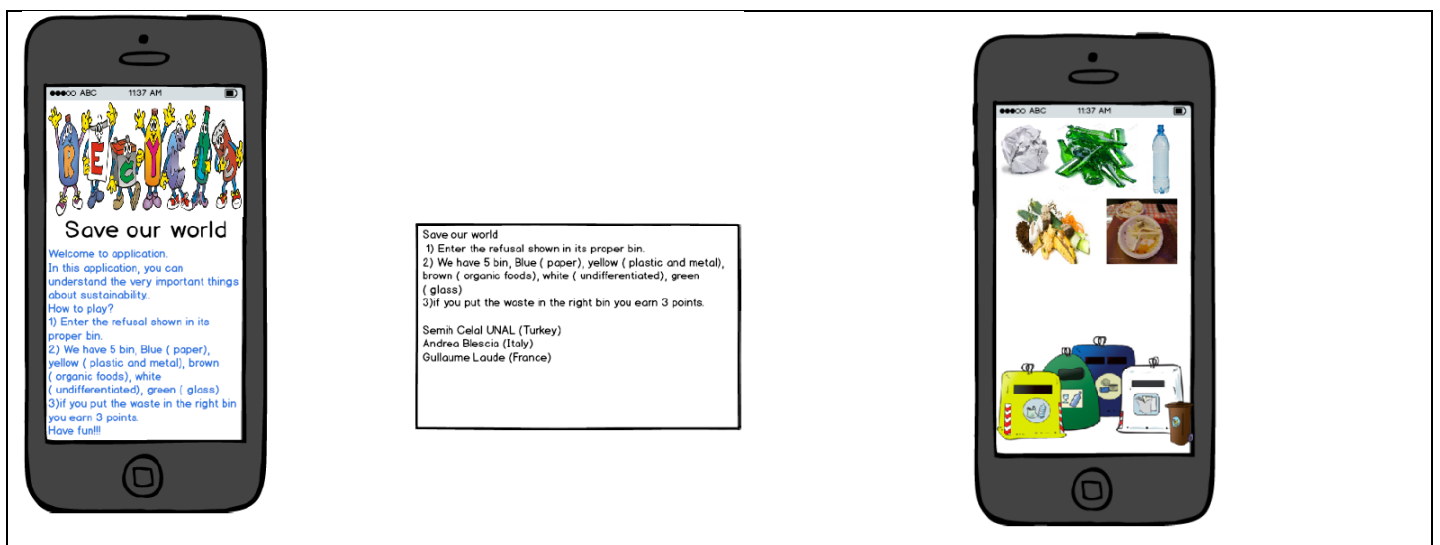 ABC 11:37 AM
RECYCLE
Save our world
Welcome to application.
In this application, you can
understand the very important things
about sustainability..
How to play?
1) Enter the refusal shown in its
proper bin.
2) We have 5 bin, Blue ( paper),
yellow ( plastic and metal), brown
( organic foods), white
( undifferentiated), green ( glass)
3)if you put the waste in the right bin
you earn 3 points.
Have fun!!!
Save our world
1) Enter the refusal shown in its proper bin.
2) We have 5 bin, Blue ( paper), yellow ( plastic and metal),
brown ( organic foods), white ( undifferentiated), green
( glass)
3)if you put the waste in the right bin you earn 3 points.
Semih Celal UNAL (Turkey)
Andrea Blescia (Italy)
Gullaume Laude (France)
ABC 11:37 AM